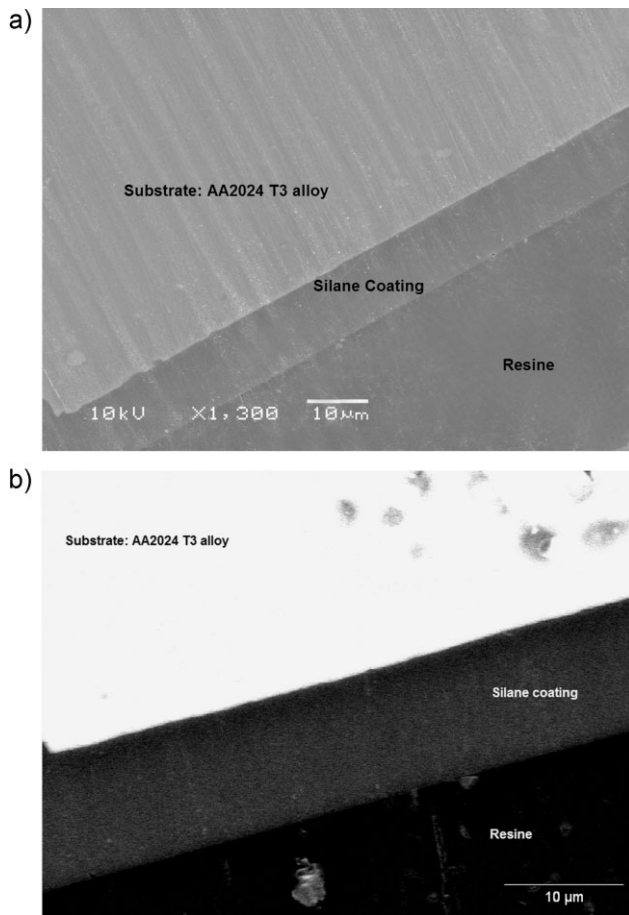 a)
Substrate: AA2024 T3 alloy
Silane Coating
Resine
10kV X1,300 10µm
b)
Substrate: AA2024 T3 alloy
Silane coating
Resine
10 µm